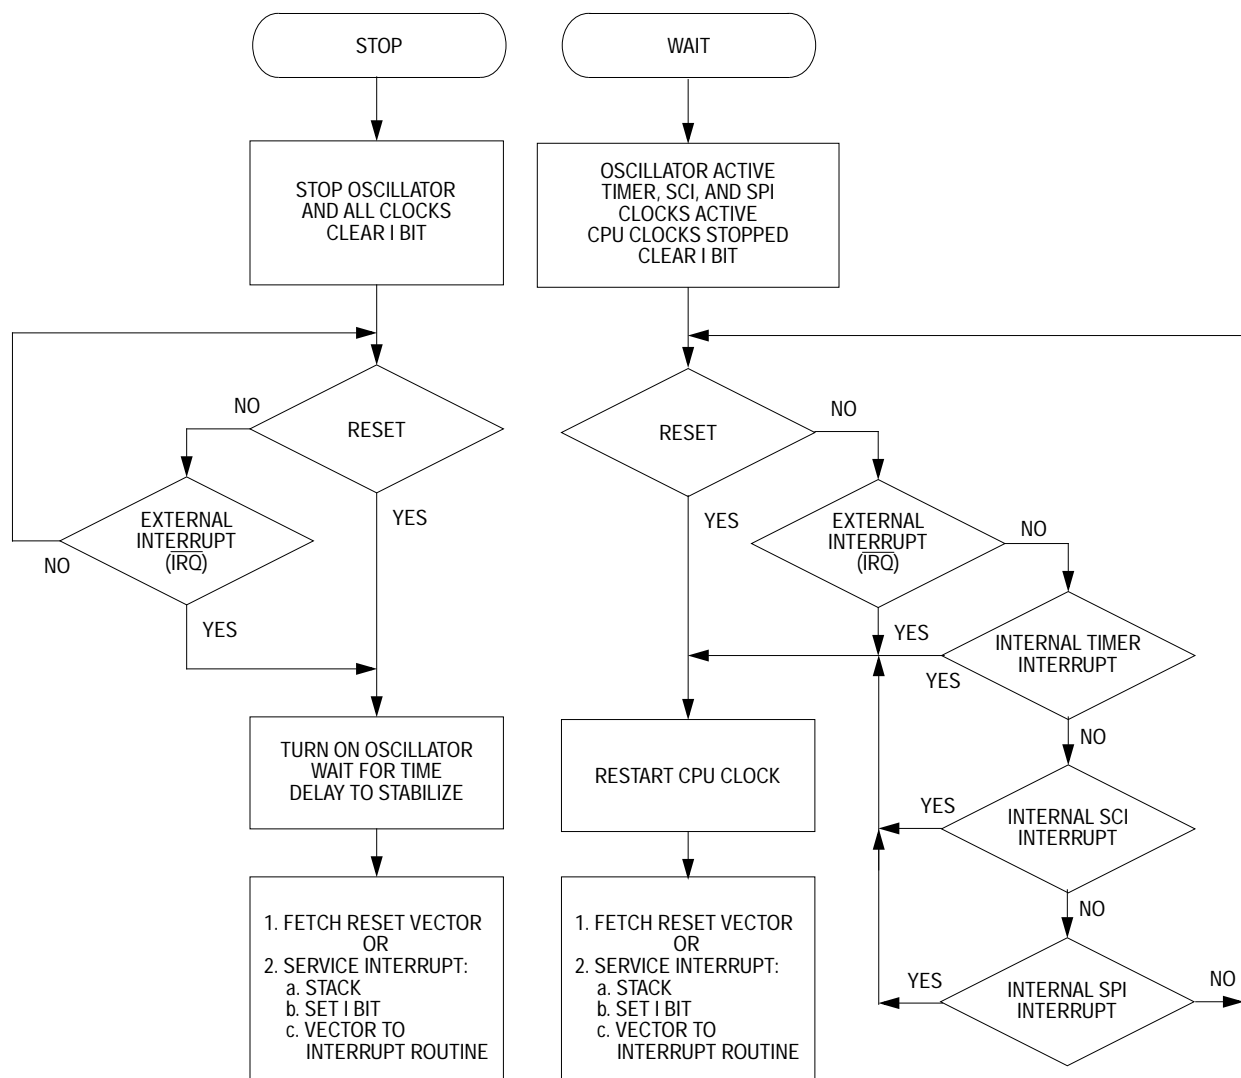 STOP
STOP OSCILLATOR
AND ALL CLOCKS
CLEAR I BIT
RESET
NO
YES
EXTERNAL
INTERRUPT
(IRQ)
NO
YES
TURN ON OSCILLATOR
WAIT FOR TIME
DELAY TO STABILIZE
1. FETCH RESET VECTOR
OR
2. SERVICE INTERRUPT:
a. STACK
b. SET I BIT
c. VECTOR TO
INTERRUPT ROUTINE
WAIT
OSCILLATOR ACTIVE
TIMER, SCI, AND SPI
CLOCKS ACTIVE
CPU CLOCKS STOPPED
CLEAR I BIT
RESET
NO
YES
EXTERNAL
INTERRUPT
(IRQ)
NO
YES
INTERNAL TIMER
INTERRUPT
YES
NO
INTERNAL SCI
INTERRUPT
YES
NO
INTERNAL SPI
INTERRUPT
YES
NO
RESTART CPU CLOCK
1. FETCH RESET VECTOR
OR
2. SERVICE INTERRUPT:
a. STACK
b. SET I BIT
c. VECTOR TO
INTERRUPT ROUTINE